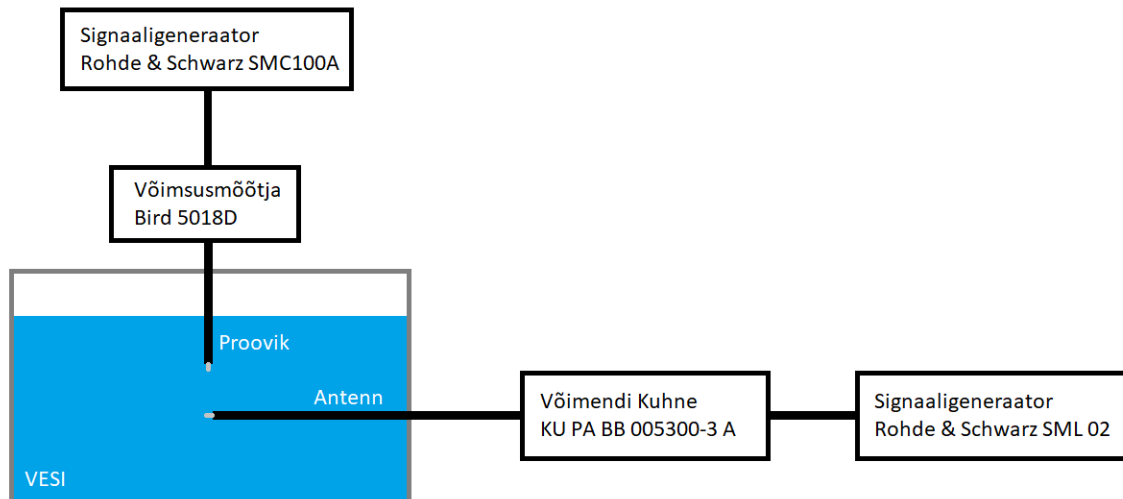 Signaaligeneraator
Rohde & Schwarz SMC100A
Võimsusmõõtja
Bird 5018D
Proovik
Antenn
Võimendi Kuhne
KU PA BB 005300-3 A
Signaaligeneraator
Rohde & Schwarz SML 02
VESI